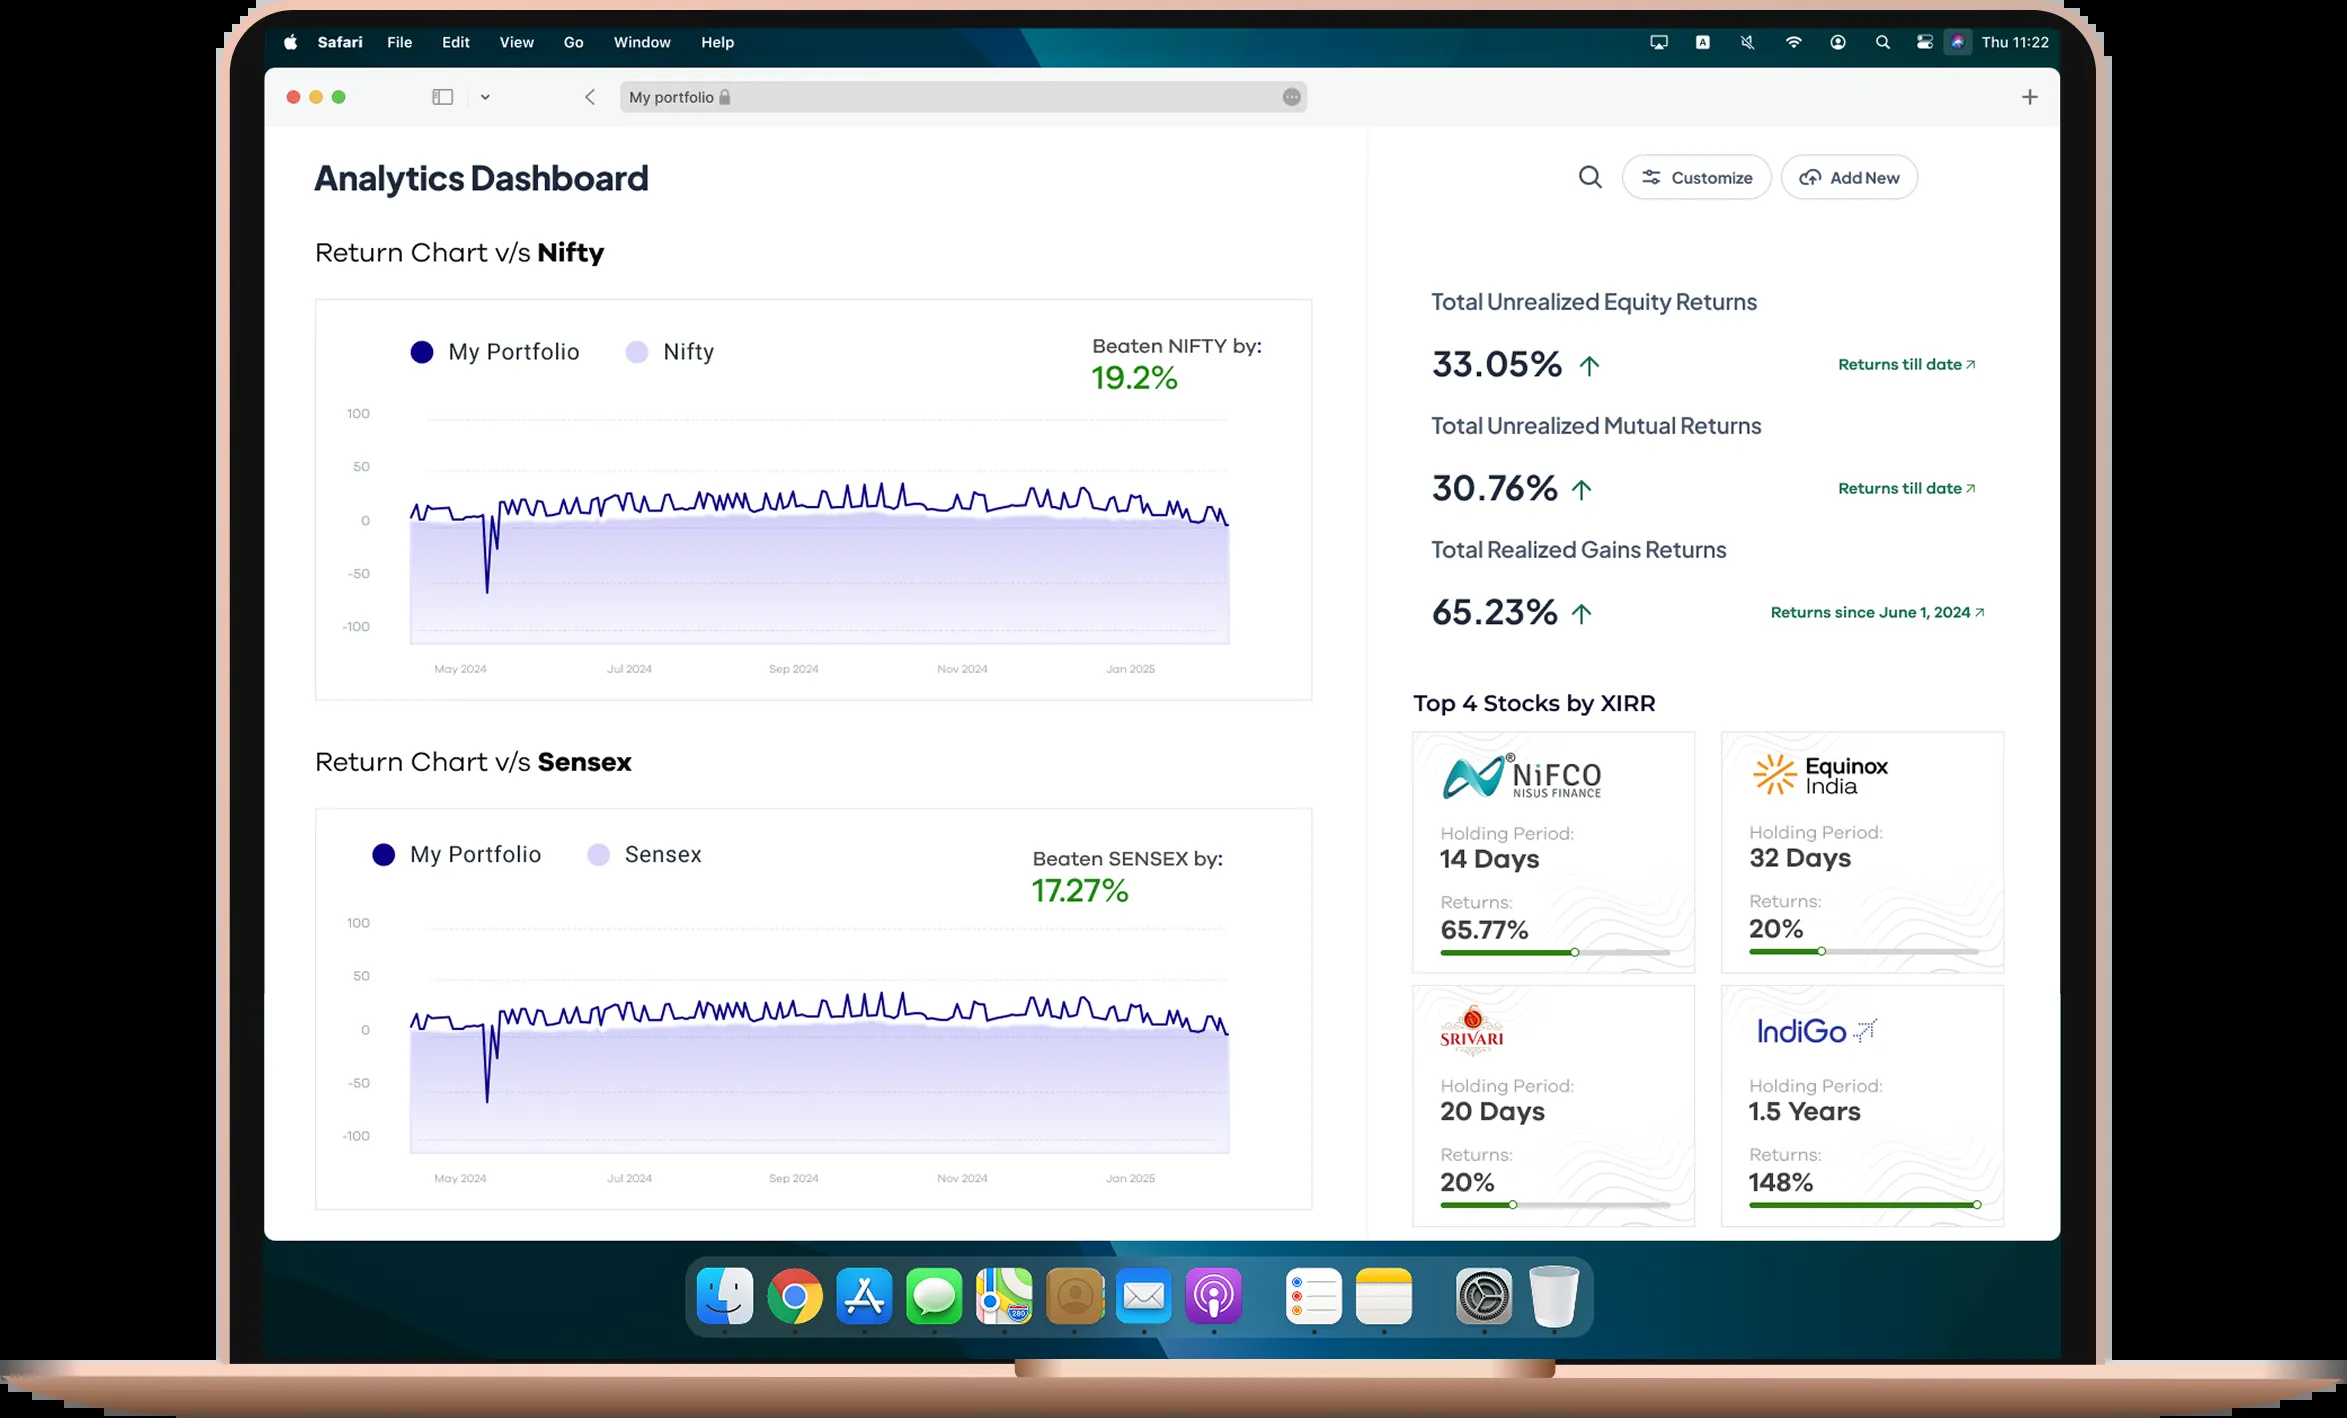 Safari File Edit View Go Window Help
A
Thu 11:22
My portfolio
Analytics Dashboard
Customize
Add New
Return Chart v/s Nifty
My Portfolio
Nifty
Beaten NIFTY by:
19.2%
100
50
0
-50
-100
May 2024
Jul 2024
Sep 2024
Nov 2024
Jan 2025
Return Chart v/s Sensex
My Portfolio
Sensex
Beaten SENSEX by:
17.27%
100
50
0
-50
-100
May 2024
Jul 2024
Sep 2024
Nov 2024
Jan 2025
Total Unrealized Equity Returns
33.05%
Returns till date
Total Unrealized Mutual Returns
30.76%
Returns till date
Total Realized Gains Returns
65.23%
Returns since June 1, 2024
Top 4 Stocks by XIRR
NiFCO®
NISUS FINANCE
Holding Period:
14 Days
Returns:
65.77%
Equinox
India
Holding Period:
32 Days
Returns:
20%
SRIVARI
Holding Period:
20 Days
Returns:
20%
IndiGo
Holding Period:
1.5 Years
Returns:
148%
280